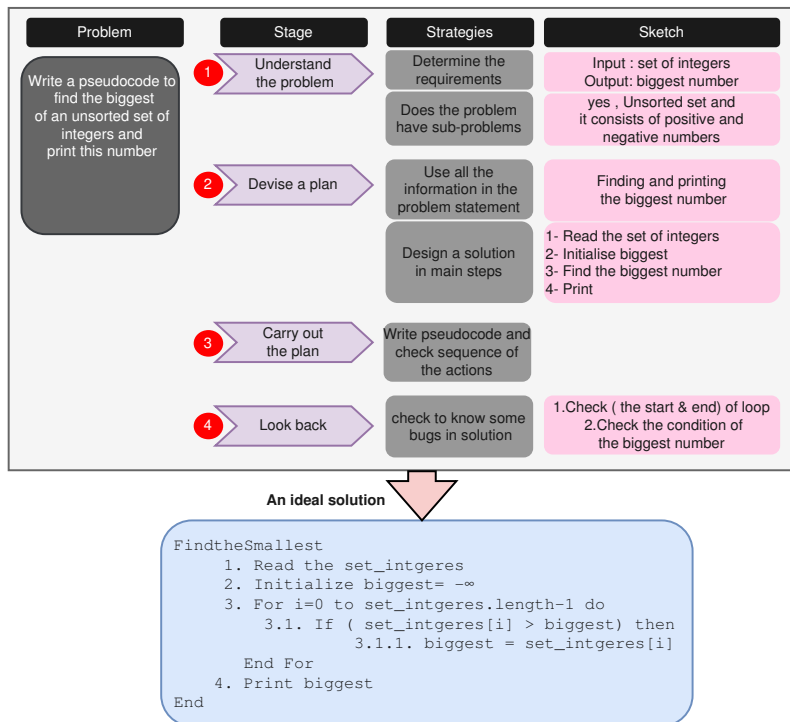 Problem
Stage
Strategies
Sketch
Write a pseudocode to
find the biggest
of an unsorted set of
integers and
print this number
1
Understand
the problem
Determine the
requirements
Input : set of integers
Output: biggest number
Does the problem
have sub-problems
yes , Unsorted set and
it consists of positive and
negative numbers
2
Devise a plan
Use all the
information in the
problem statement
Finding and printing
the biggest number
Design a solution
in main steps
1- Read the set of integers
2- Initialise biggest
3- Find the biggest number
4- Print
3
Carry out
the plan
Write pseudocode and
check sequence of
the actions
4
Look back
check to know some
bugs in solution
1.Check ( the start & end) of loop
2.Check the condition of
the biggest number
An ideal solution
FindtheSmallest
1. Read the set_intgeres
2. Initialize biggest= -∞
3. For i=0 to set_intgeres.length-1 do
3.1. If ( set_intgeres[i] > biggest) then
3.1.1. biggest = set_intgeres[i]
End For
4. Print biggest
End